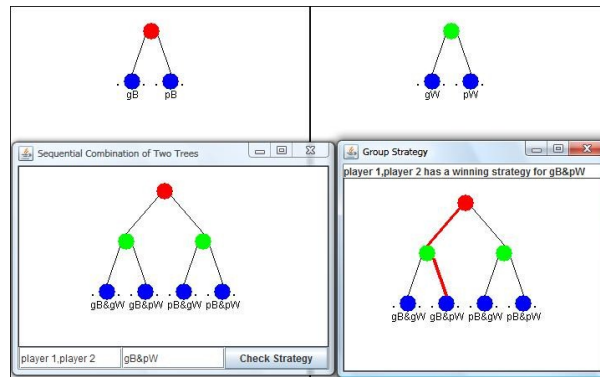 gB pB
gW pW
Sequential Combination of Two Trees
gB&gW gB&pW pB&gW pB&pW
player 1,player 2 gB&pW Check Strategy
Group Strategy
player 1,player 2 has a winning strategy for gB&pW
gB&gW gB&pW pB&gW pB&pW